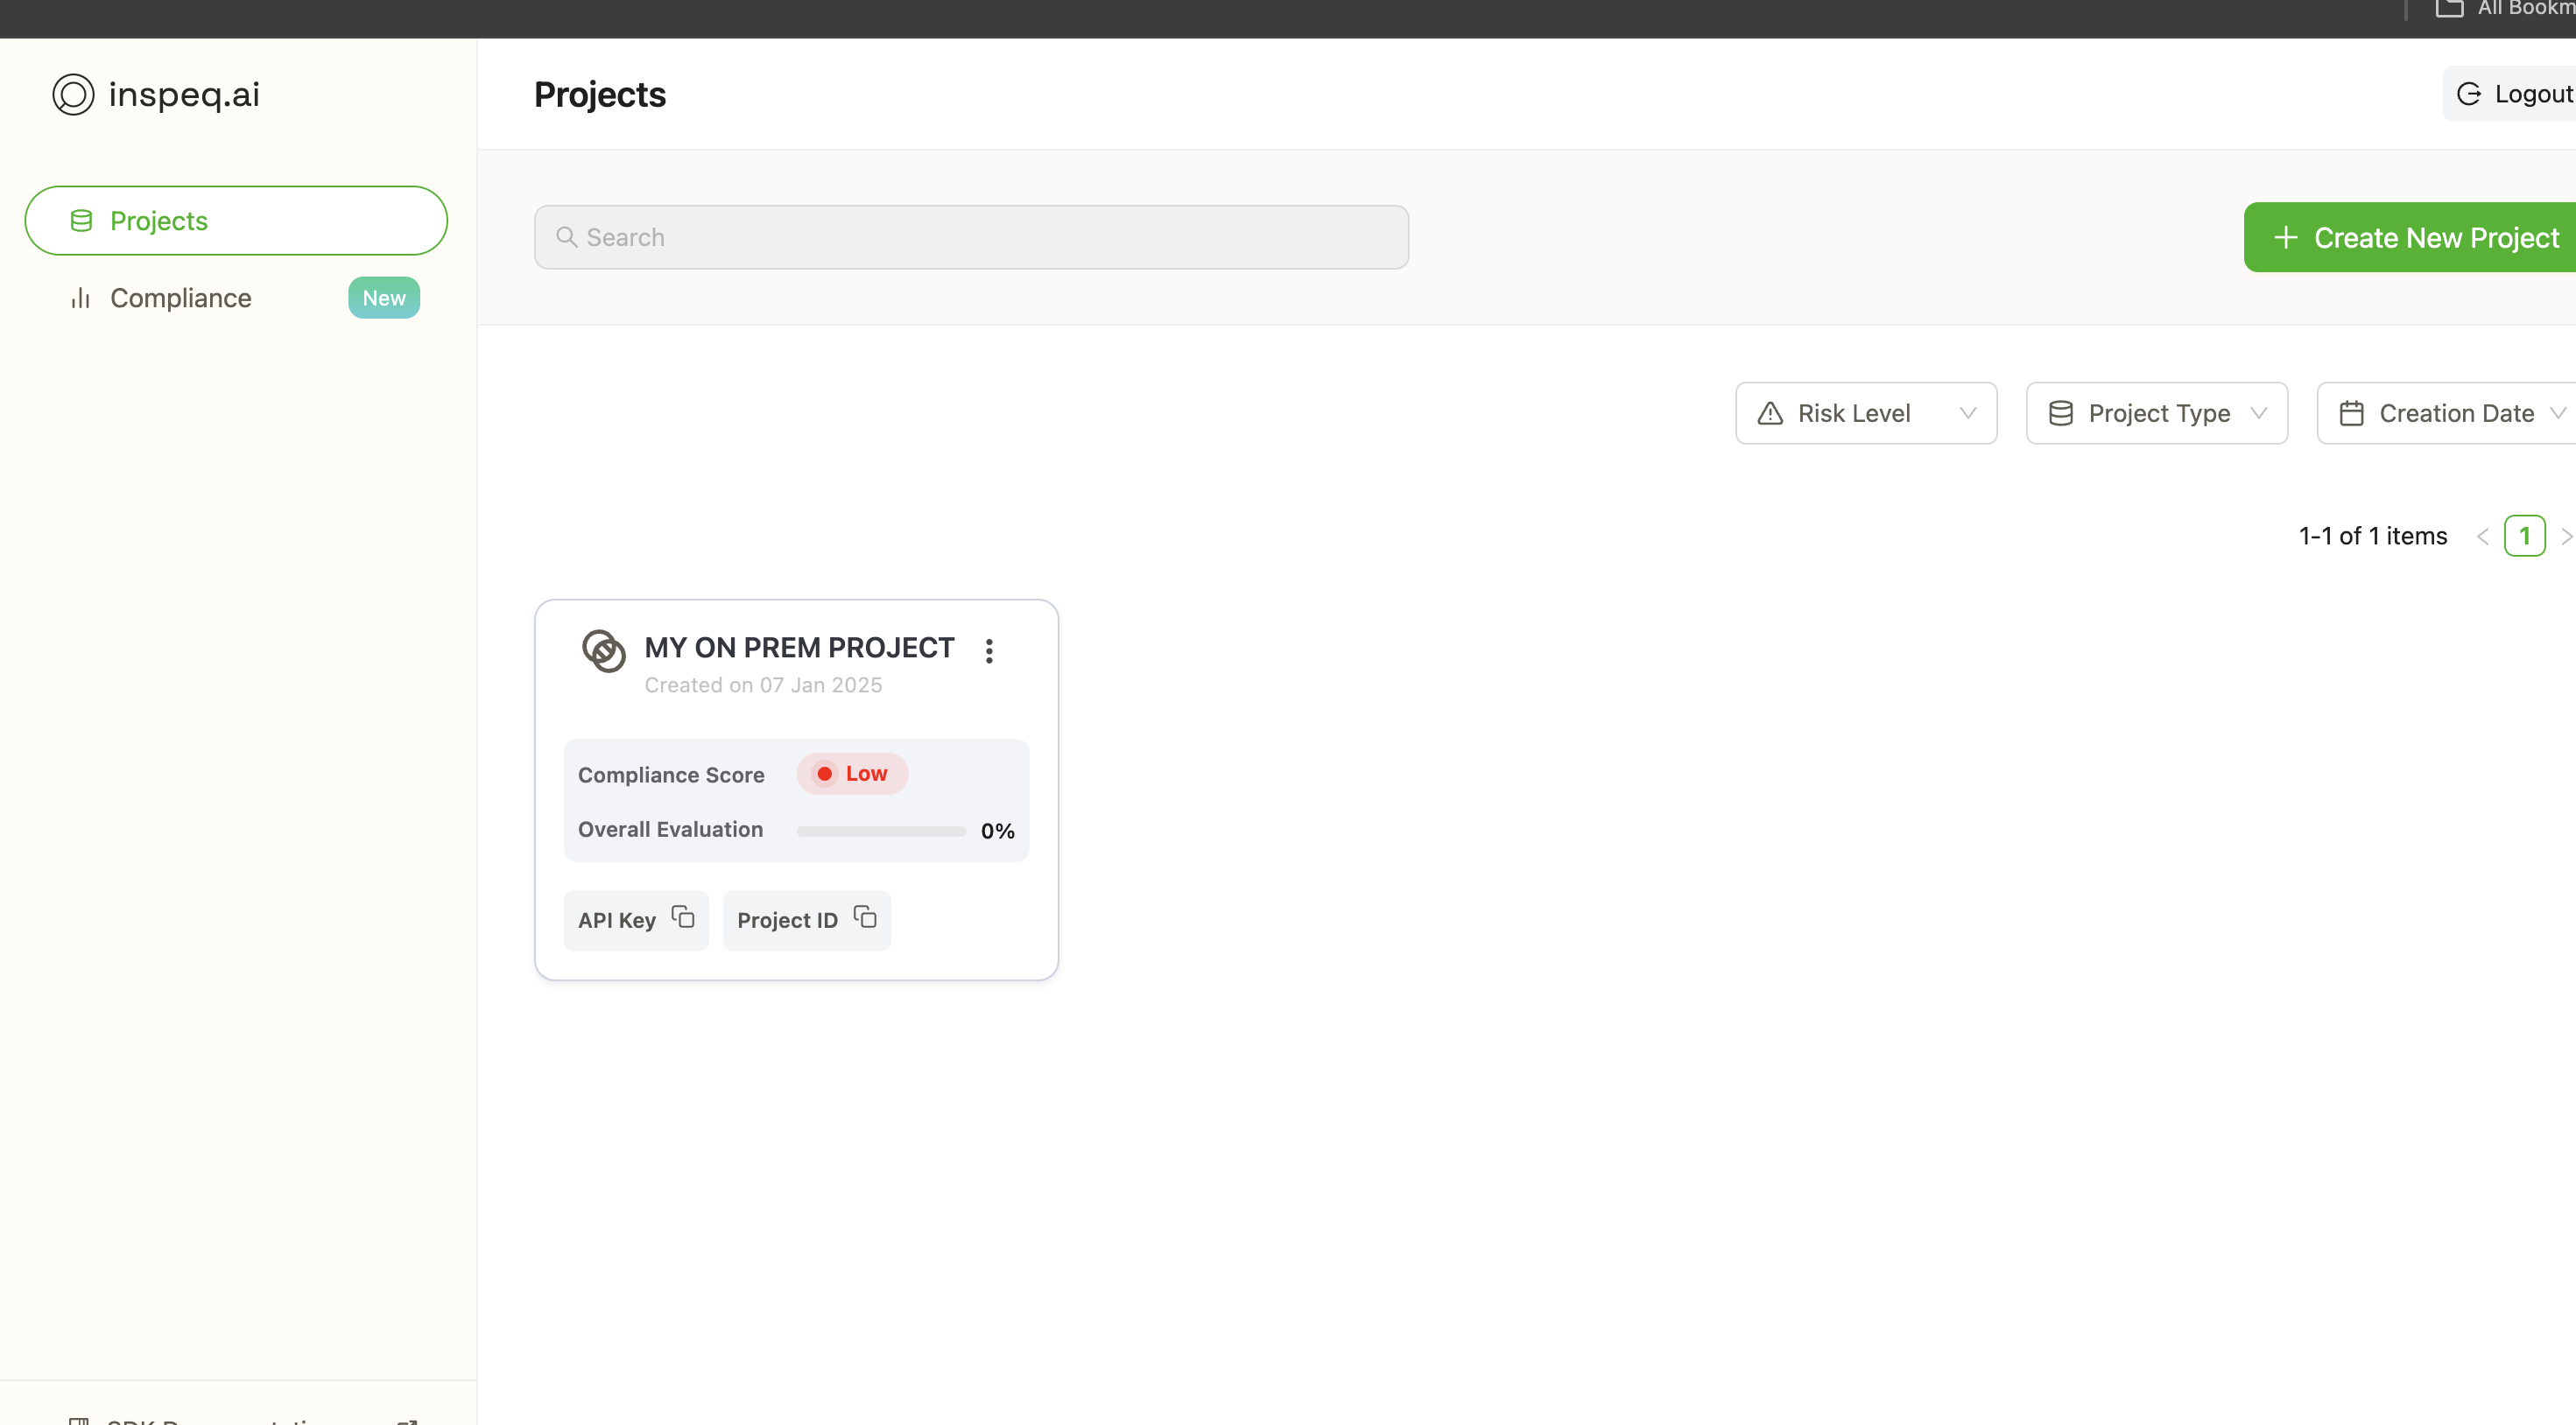 All Bookm
inspeq.ai
Projects
Logout
Projects
Search
Create New Project
Compliance
New
Risk Level
Project Type
Creation Date
1-1 of 1 items
1
MY ON PREM PROJECT
Created on 07 Jan 2025
Compliance Score
Low
Overall Evaluation
0%
API Key
Project ID